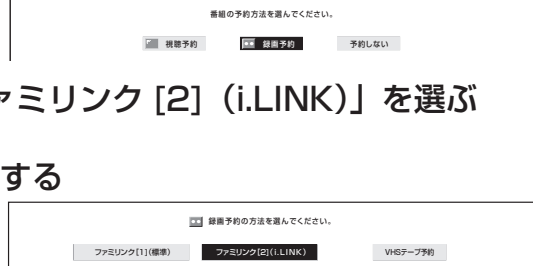 番組の予約方法を選んでください。
視聴予約 録画予約 予約しない
ァミリンク [2]（i.LINK）」を選ぶ
する
録画予約の方法を選んでください。
ファミリンク[1](標準) ファミリンク[2](i.LINK) VHSテープ予約